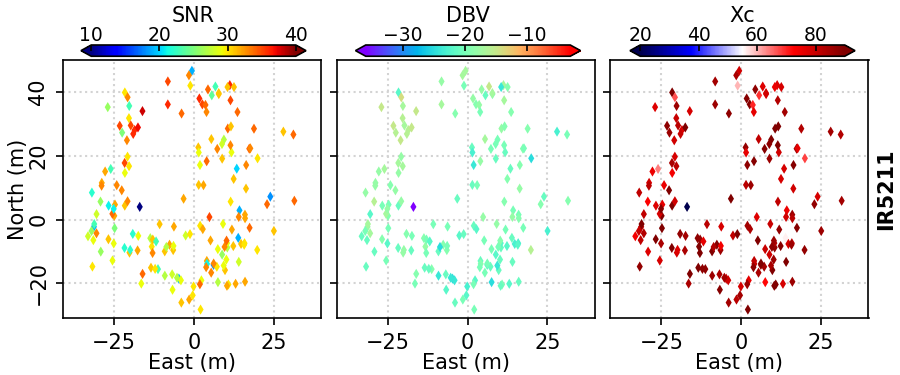 SNR DBV Xc
10 20 30 40 −30 −20 −10 20 40 60 80
40
20
0
−20
North (m)
IR5211
−25 0 25 −25 0 25 −25 0 25
East (m) East (m) East (m)